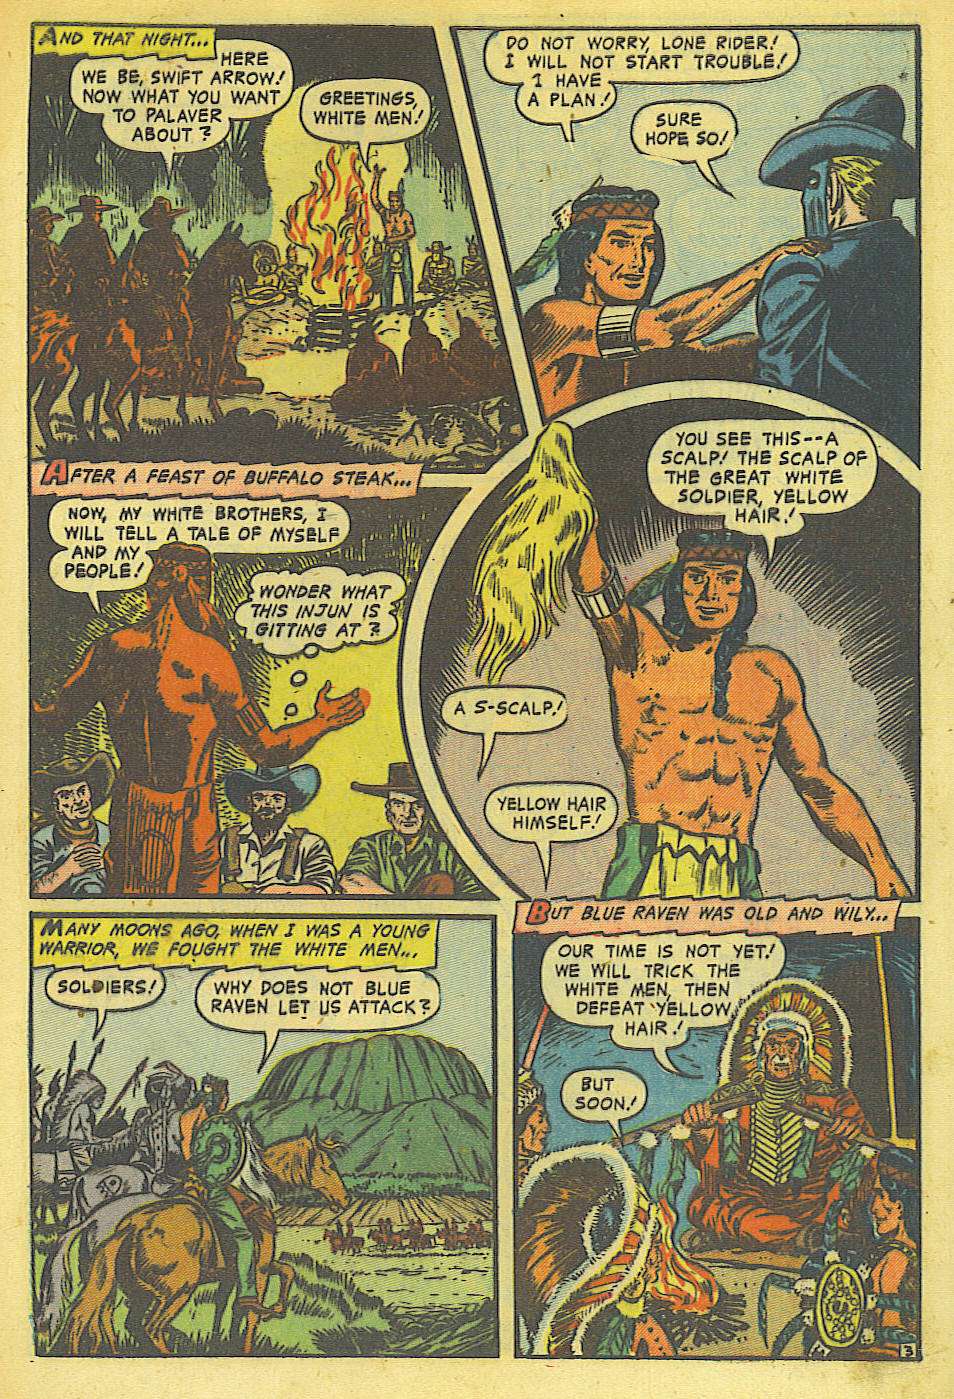 AND THAT NIGHT...
HERE
WE BE, SWIFT ARROW!
NOW WHAT YOU WANT
TO PALAVER
ABOUT?
GREETINGS,
WHITE MEN!
DO NOT WORRY, LONE RIDER!
I WILL NOT START TROUBLE!
I HAVE
A PLAN!
SURE
HOPE SO!
AFTER A FEAST OF BUFFALO STEAK...
NOW, MY WHITE BROTHERS, I
WILL TELL A TALE OF MYSELF
AND MY
PEOPLE!
WONDER WHAT
THIS INJUN IS
GITTING AT?
YOU SEE THIS--A
SCALP! THE SCALP OF
THE GREAT WHITE
SOLDIER, YELLOW
HAIR!
A S-SCALP!
YELLOW HAIR
HIMSELF!
MANY MOONS AGO, WHEN I WAS A YOUNG
WARRIOR, WE FOUGHT THE WHITE MEN...
SOLDIERS!
WHY DOES NOT BLUE
RAVEN LET US ATTACK?
BUT BLUE RAVEN WAS OLD AND WILY...
OUR TIME IS NOT YET!
WE WILL TRICK THE
WHITE MEN, THEN
DEFEAT YELLOW
HAIR!
BUT
SOON!
3